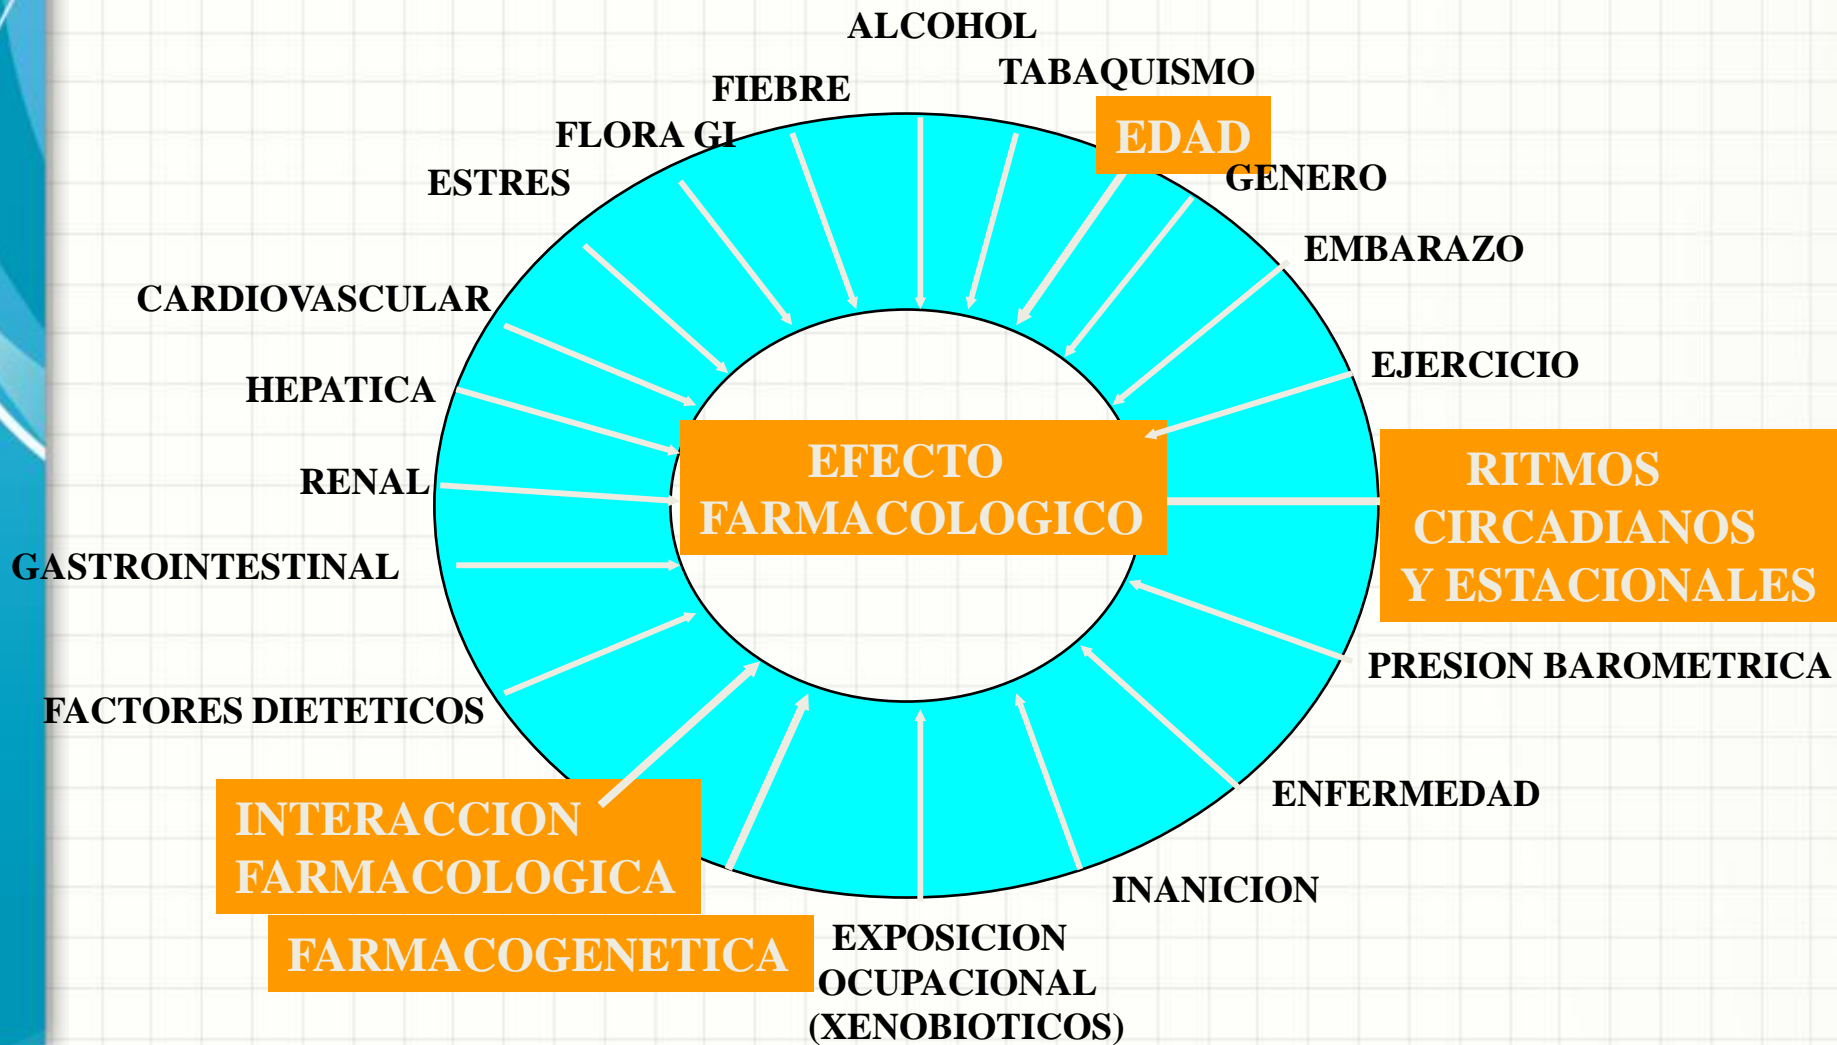 ALCOHOL
TABAQUISMO
FIEBRE
EDAD
FLORA GI
GENERO
ESTRES
EMBARAZO
CARDIOVASCULAR
EJERCICIO
HEPATICA
EFECTO
FARMACOLOGICO
RITMOS
CIRCADIANOS
Y ESTACIONALES
RENAL
GASTROINTESTINAL
PRESION BAROMETRICA
FACTORES DIETETICOS
ENFERMEDAD
INTERACCION
FARMACOLOGICA
INANICION
FARMACOGENETICA
EXPOSICION
OCUPACIONAL
(XENOBIOTICOS)